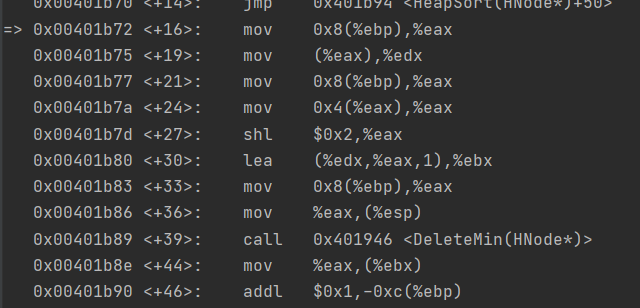 0x00401b70 <+14>: jmp 0x401b94 <HeapSort(HNode*)+50>
=> 0x00401b72 <+16>: mov 0x8(%ebp),%eax
0x00401b75 <+19>: mov (%eax),%edx
0x00401b77 <+21>: mov 0x8(%ebp),%eax
0x00401b7a <+24>: mov 0x4(%eax),%eax
0x00401b7d <+27>: shl $0x2,%eax
0x00401b80 <+30>: lea (%edx,%eax,1),%ebx
0x00401b83 <+33>: mov 0x8(%ebp),%eax
0x00401b86 <+36>: mov %eax,(%esp)
0x00401b89 <+39>: call 0x401946 <DeleteMin(HNode*)>
0x00401b8e <+44>: mov %eax,(%ebx)
0x00401b90 <+46>: addl $0x1,-0xc(%ebp)